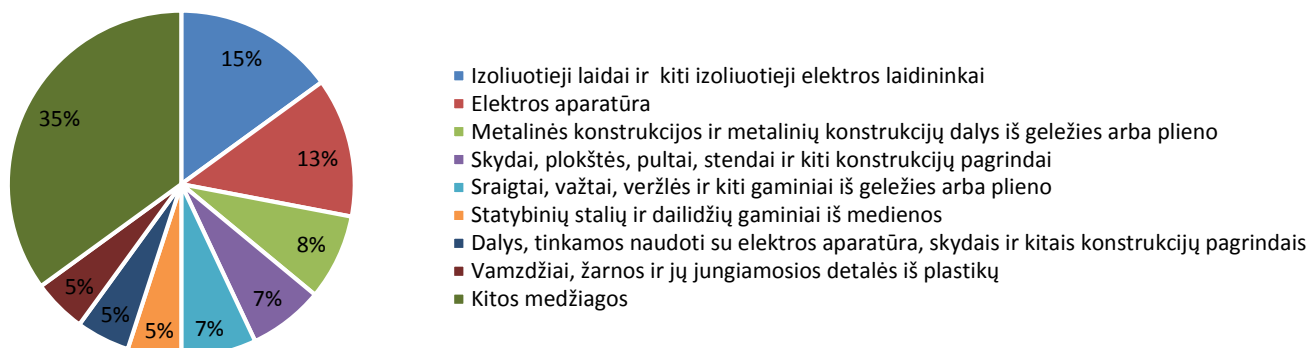 15%
13%
8%
7%
7%
5%
5%
5%
35%
Izoliuotieji laidai ir kiti izoliuotieji elektros laidininkai
Elektros aparatūra
Metalinės konstrukcijos ir metalinių konstrukcijų dalys iš geležies arba plieno
Skydai, plokštės, pultai, stendai ir kiti konstrukcijų pagrindai
Sraigtai, važtai, veržlės ir kiti gaminiai iš geležies arba plieno
Statybinių stalių ir dailidžių gaminiai iš medienos
Dalys, tinkamos naudoti su elektros aparatūra, skydais ir kitais konstrukcijų pagrindais
Vamzdžiai, žarnos ir jų jungiamosios detalės iš plastikų
Kitos medžiagos